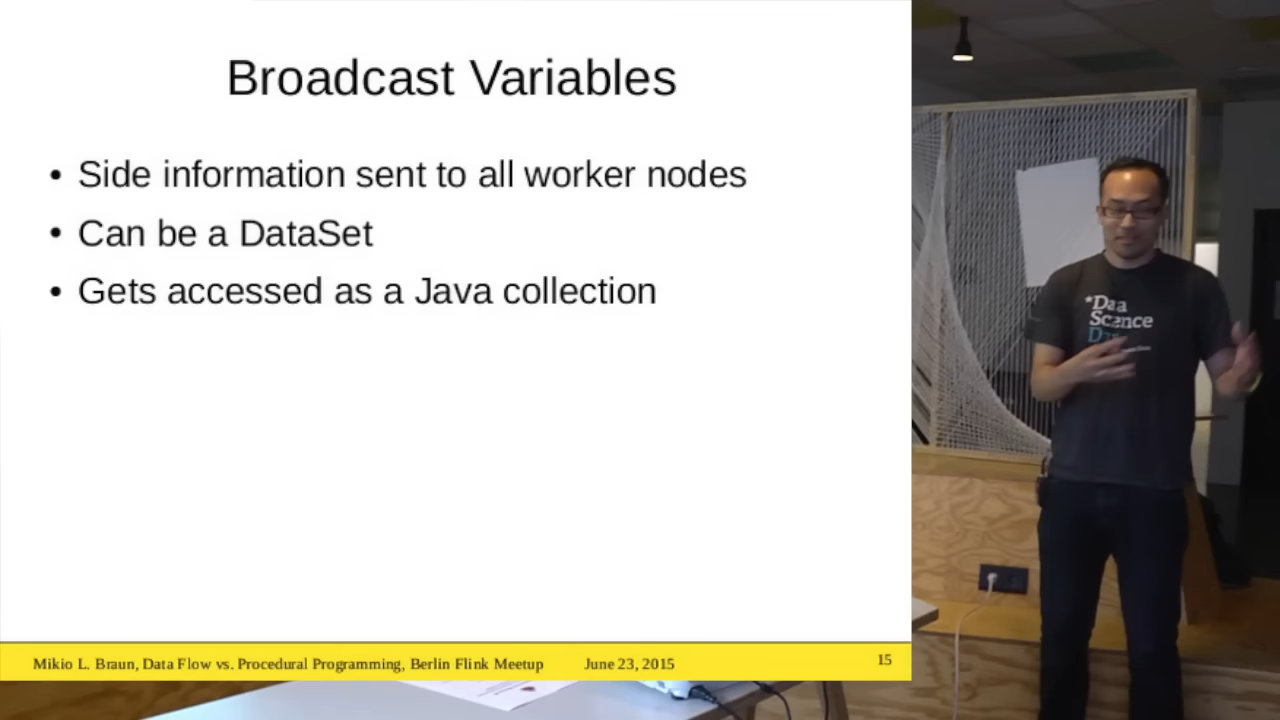 Broadcast Variables
• Side information sent to all worker nodes
• Can be a DataSet
• Gets accessed as a Java collection
Mikio L. Braun, Data Flow vs. Procedural Programming, Berlin Flink Meetup June 23, 2015 15
*Da a
Science